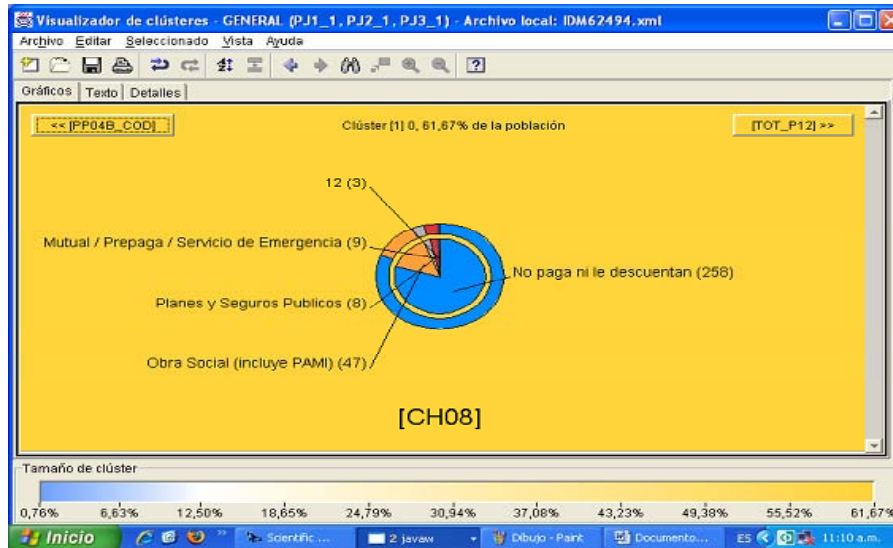 Visualizador de clústeres - GENERAL (PJ1_1, PJ2_1, PJ3_1) - Archivo local: IDM62494.xml
Archivo Editar Seleccionado Vista Ayuda
Gráficos Texto Detalles
<< [PP04B_COD]
Clúster [1] 0, 61,67% de la población
[TOT_P12] >>
12 (3)
Mutual / Prepaga / Servicio de Emergencia (9)
No paga ni le descuentan (258)
Planes y Seguros Publicos (8)
Obra Social (incluye PAMI) (47)
[CH08]
Tamaño de clúster
0,76% 6,63% 12,50% 18,65% 24,79% 30,94% 37,08% 43,23% 49,38% 55,52% 61,67%
Inicio Scientific ... 2 javaw Dibujo - Paint Documento... ES 11:10 a.m.